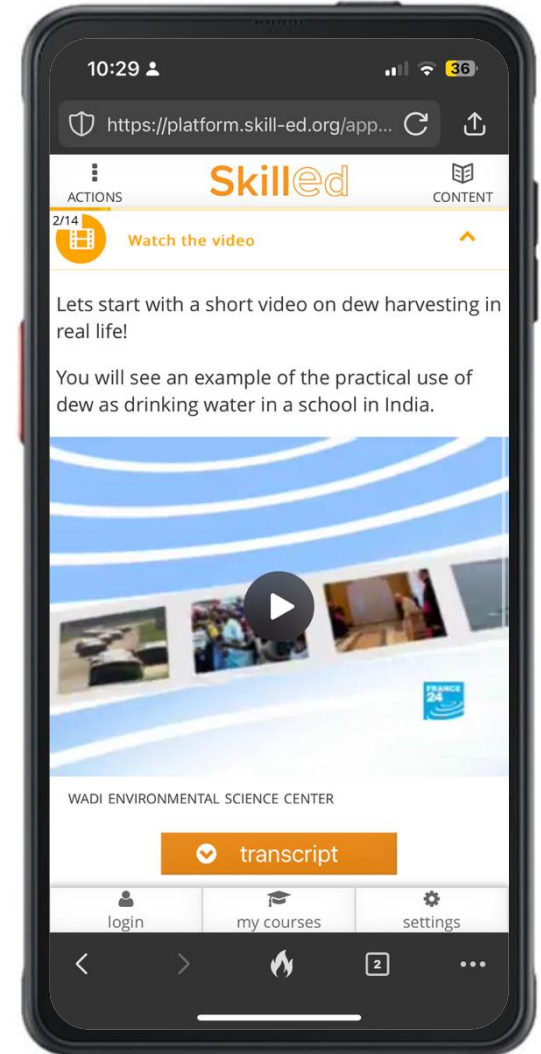 10:29
36
https://platform.skill-ed.org/app...
ACTIONS
Skilled
CONTENT
2/14
Watch the video
Lets start with a short video on dew harvesting in
real life!
You will see an example of the practical use of
dew as drinking water in a school in India.
FRANCE
24
WADI ENVIRONMENTAL SCIENCE CENTER
transcript
login
my courses
settings
2